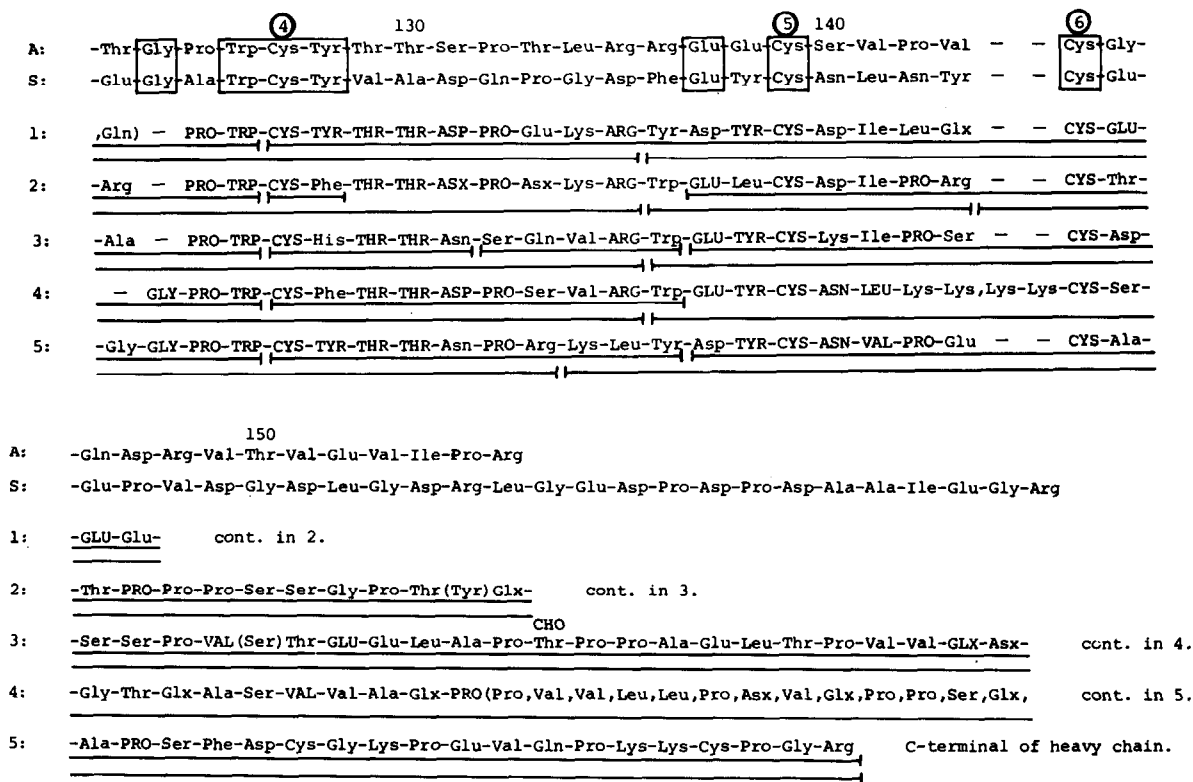 ④ 130 ⑤ 140 ⑥
A: -Thr-Gly-Pro-Trp-Cys-Tyr-Thr-Thr-Ser-Pro-Thr-Leu-Arg-Arg-Glu-Glu-Cys-Ser-Val-Pro-Val — — Cys-Gly-
S: -Glu-Gly-Ala-Trp-Cys-Tyr-Val-Ala-Asp-Gln-Pro-Gly-Asp-Phe-Glu-Tyr-Cys-Asn-Leu-Asn-Tyr — — Cys-Glu-
1: ,Gln) — PRO-TRP-CYS-TYR-THR-THR-ASP-PRO-Glu-Lys-ARG-Tyr-Asp-TYR-CYS-Asp-Ile-Leu-Glx — — CYS-GLU-
2: -Arg — PRO-TRP-CYS-Phe-THR-THR-ASX-PRO-Asx-Lys-ARG-Trp-GLU-Leu-CYS-Asp-Ile-PRO-Arg — — CYS-Thr-
3: -Ala — PRO-TRP-CYS-His-THR-THR-Asn-Ser-Gln-Val-ARG-Trp-GLU-TYR-CYS-Lys-Ile-PRO-Ser — — CYS-Asp-
4: — GLY-PRO-TRP-CYS-Phe-THR-THR-ASP-PRO-Ser-Val-ARG-Trp-GLU-TYR-CYS-ASN-LEU-Lys-Lys,Lys-Lys-CYS-Ser-
5: -Gly-GLY-PRO-TRP-CYS-TYR-THR-THR-Asn-PRO-Arg-Lys-Leu-Tyr-Asp-TYR-CYS-ASN-VAL-PRO-Glu — — CYS-Ala-
150
A: -Gln-Asp-Arg-Val-Thr-Val-Glu-Val-Ile-Pro-Arg
S: -Glu-Pro-Val-Asp-Gly-Asp-Leu-Gly-Asp-Arg-Leu-Gly-Glu-Asp-Pro-Asp-Pro-Asp-Ala-Ala-Ile-Glu-Gly-Arg
1: -GLU-Glu- cont. in 2.
2: -Thr-PRO-Pro-Pro-Ser-Ser-Gly-Pro-Thr(Tyr)Glx- cont. in 3.
CHO
3: -Ser-Ser-Pro-VAL(Ser)Thr-GLU-Glu-Leu-Ala-Pro-Thr-Pro-Pro-Ala-Glu-Leu-Thr-Pro-Val-Val-GLX-Asx- cont. in 4.
4: -Gly-Thr-Glx-Ala-Ser-VAL-Val-Ala-Glx-PRO(Pro,Val,Val,Leu,Leu,Pro,Asx,Val,Glx,Pro,Pro,Ser,Glx, cont. in 5.
5: -Ala-PRO-Ser-Phe-Asp-Cys-Gly-Lys-Pro-Glu-Val-Gln-Pro-Lys-Lys-Cys-Pro-Gly-Arg C-terminal of heavy chain.